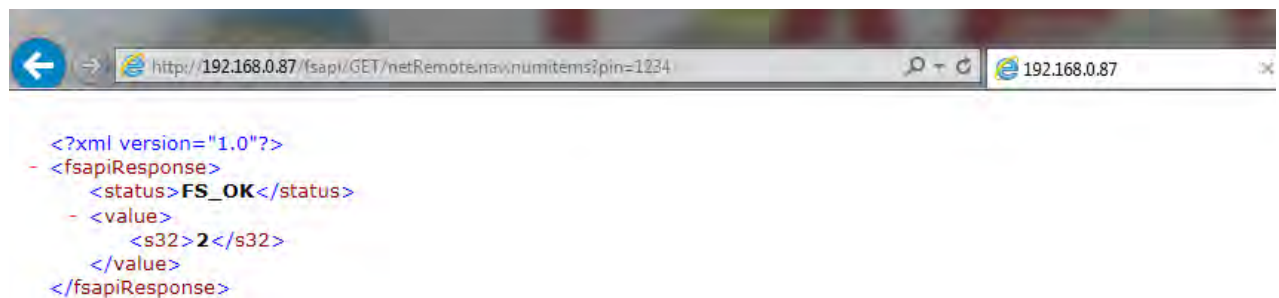 http://192.168.0.87/fsapi/GET/netRemote.nav.numitems?pin=1234
192.168.0.87
<?xml version="1.0"?>
- <fsapiResponse>
<status>FS_OK</status>
- <value>
<s32>2</s32>
</value>
</fsapiResponse>